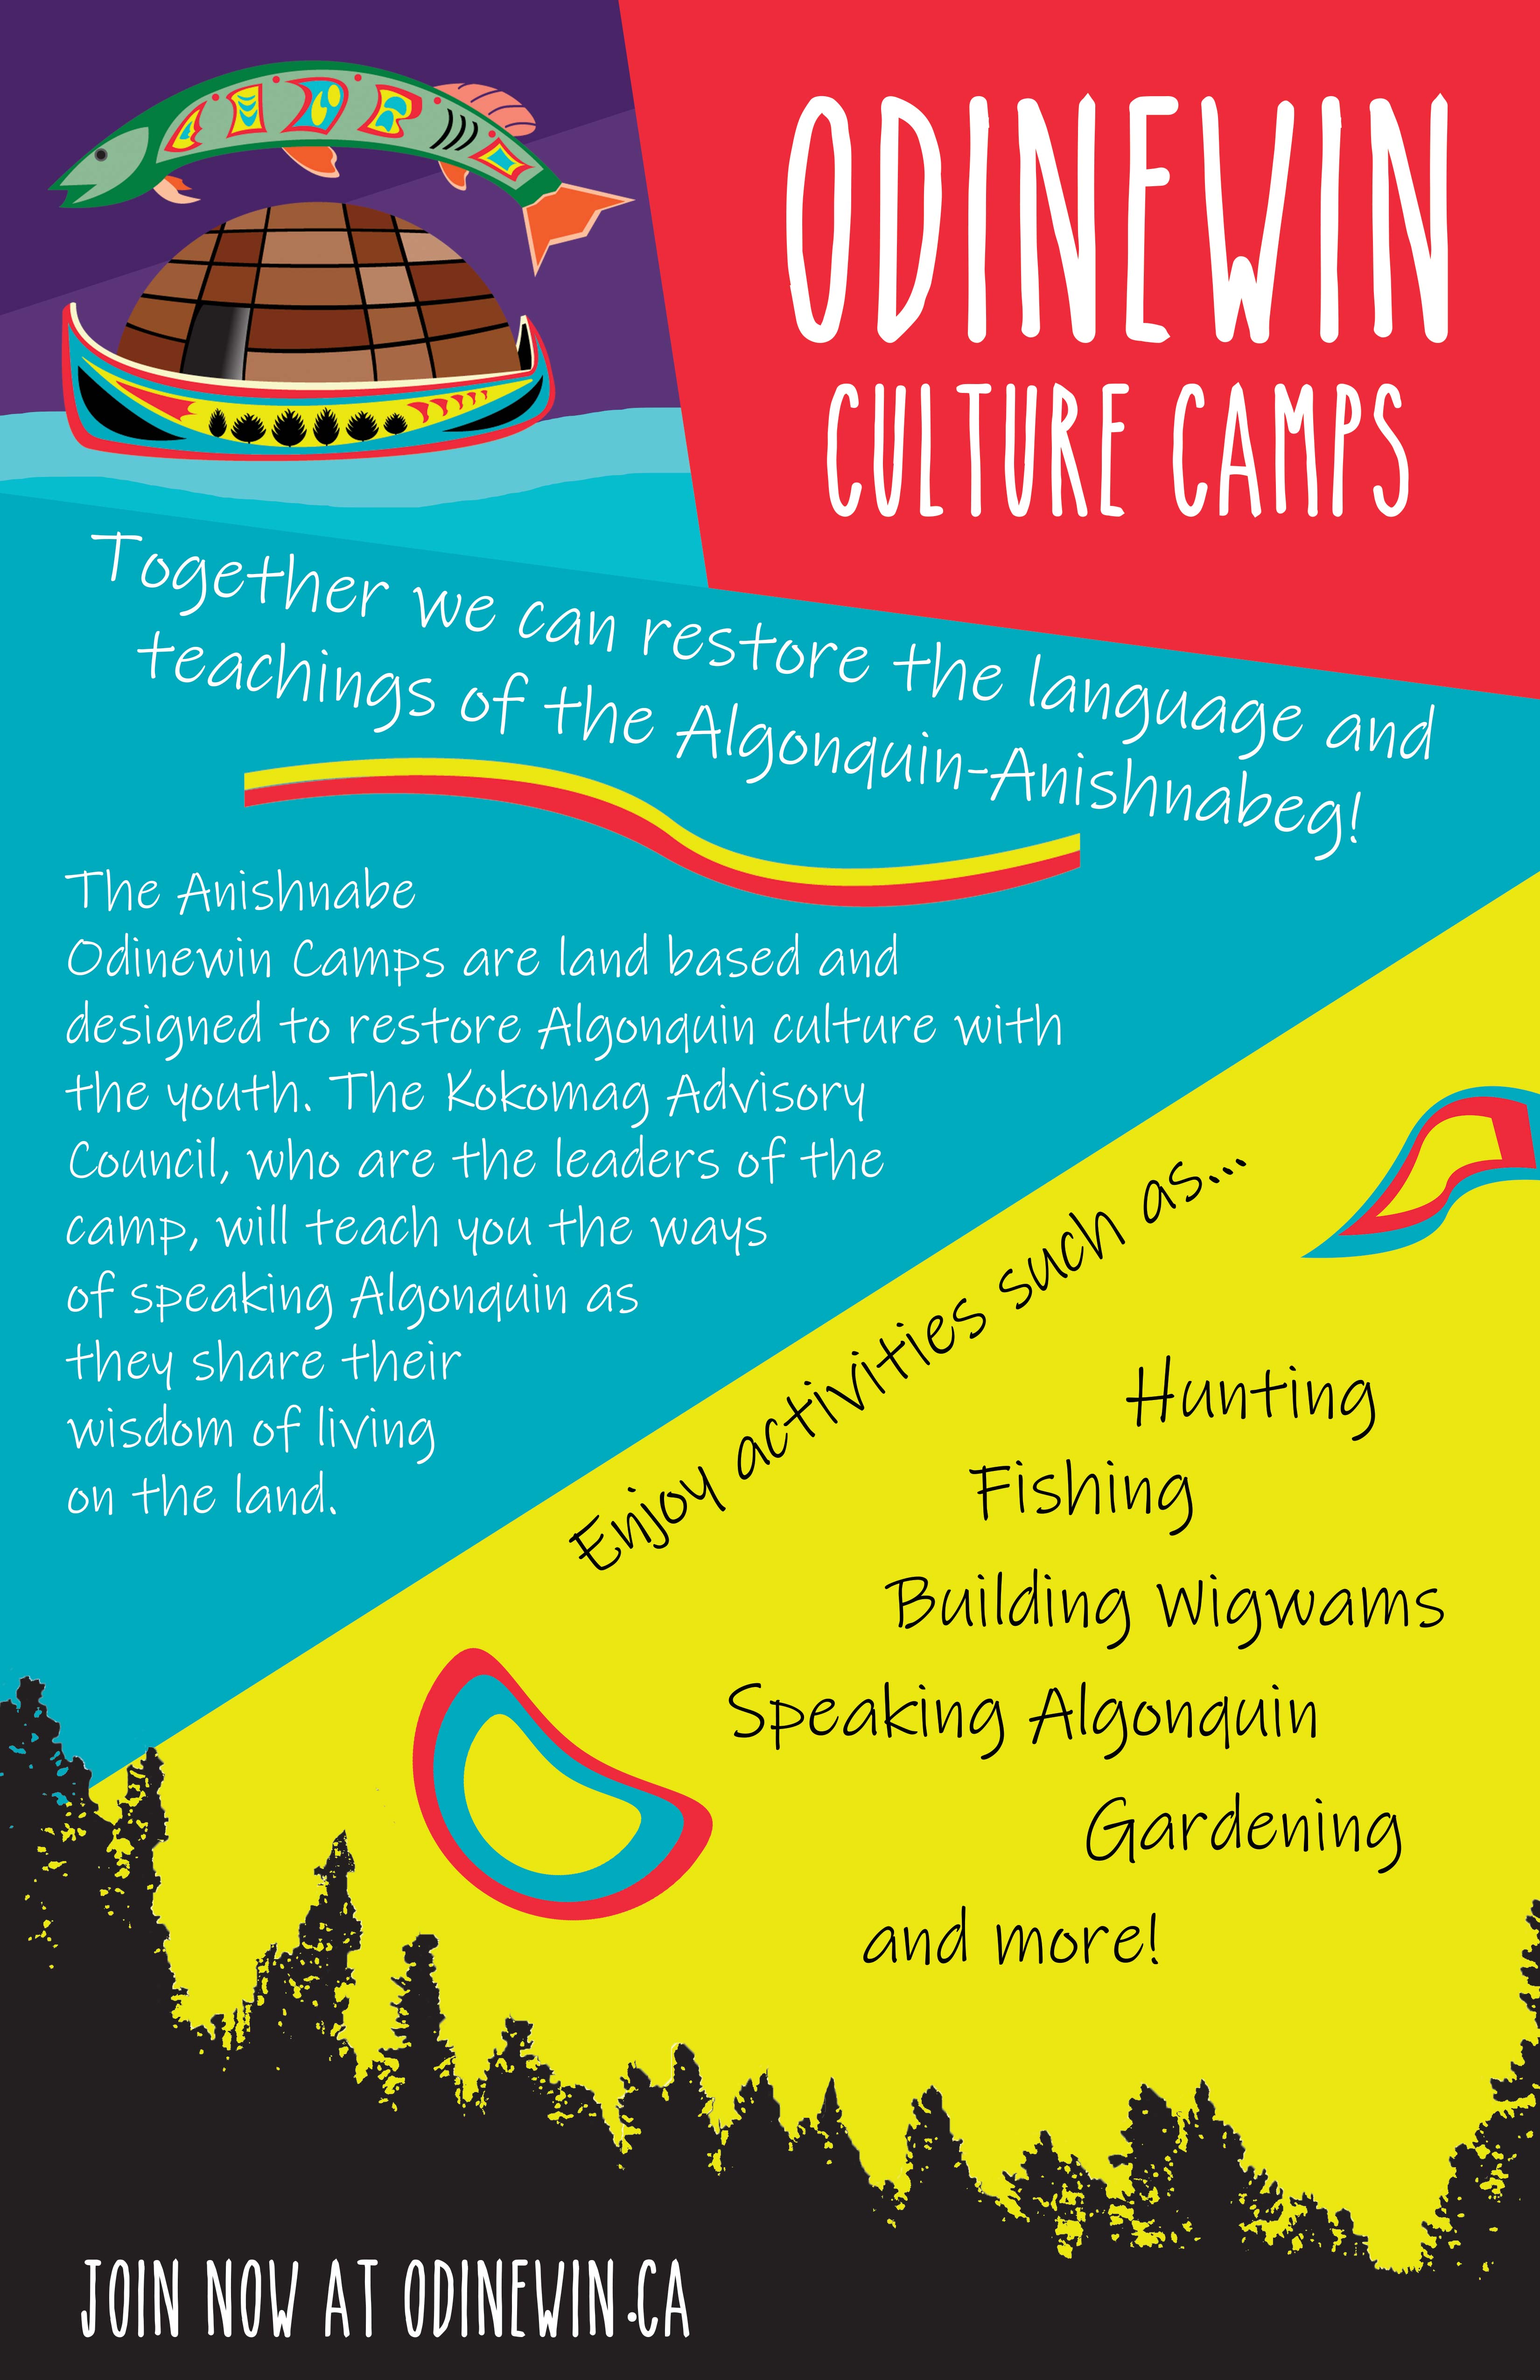 ODINEWIN
CULTURE CAMPS
Together we can restore the language and
teachings of the Algonquin-Anishnabeg!
The Anishnabe
Odinewin Camps are land based and
designed to restore Algonquin culture with
the youth. The Kokomag Advisory
Council, who are the leaders of the
camp, will teach you the ways
of speaking Algonquin as
they share their
wisdom of living
on the land.
Enjoy activities such as...
Hunting
Fishing
Building Wigwams
Speaking Algonquin
Gardening
and more!
JOIN NOW AT ODINEWIN.CA